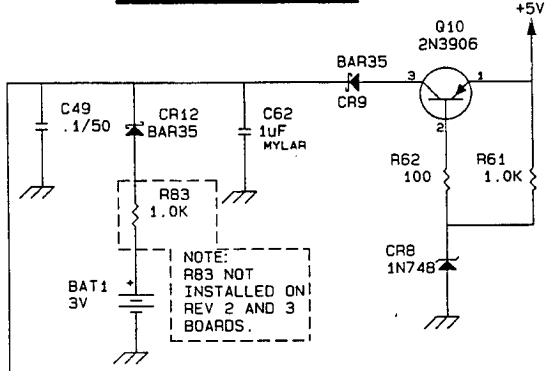 +5V
Q10
2N3906
BAR35
3
1
CR9
2
C49
.1/50
CR12
BAR35
C62
1uF
MYLAR
R62
100
R61
1.0K
R83
1.0K
CR8
1N748
NOTE:
R83 NOT
INSTALLED ON
REV 2 AND 3
BOARDS.
BAT1
3V
+